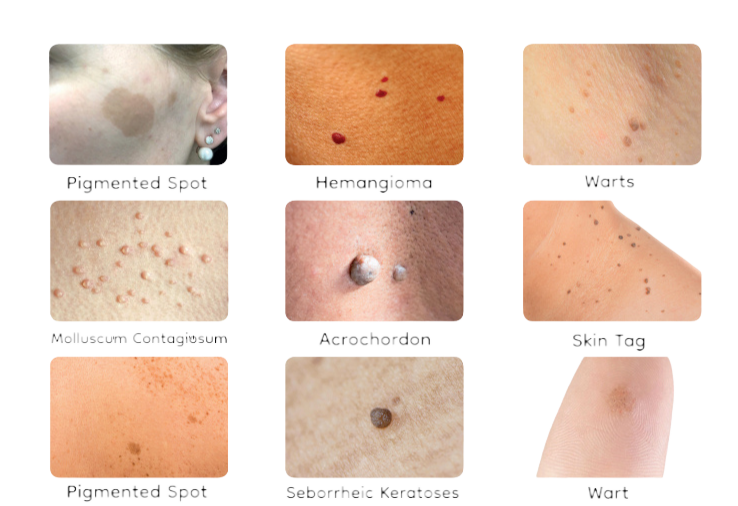 Pigmented Spot
Hemangioma
Warts
Molluscum Contagiosum
Acrochordon
Skin Tag
Pigmented Spot
Seborrheic Keratoses
Wart